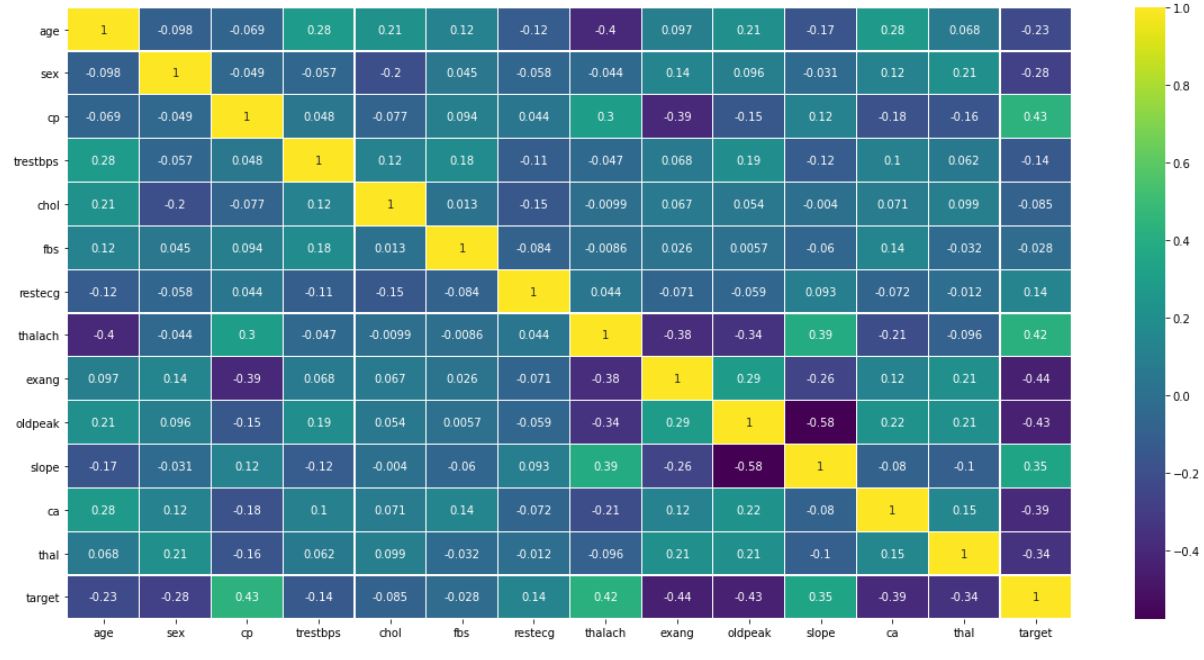 age 1 -0.098 -0.069 0.28 0.21 0.12 -0.12 -0.4 0.097 0.21 -0.17 0.28 0.068 -0.23
sex -0.098 1 -0.049 -0.057 -0.2 0.045 -0.058 -0.044 0.14 0.096 -0.031 0.12 0.21 -0.28
cp -0.069 -0.049 1 0.048 -0.077 0.094 0.044 0.3 -0.39 -0.15 0.12 -0.18 -0.16 0.43
trestbps 0.28 -0.057 0.048 1 0.12 0.18 -0.11 -0.047 0.068 0.19 -0.12 0.1 0.062 -0.14
chol 0.21 -0.2 -0.077 0.12 1 0.013 -0.15 -0.0099 0.067 0.054 -0.004 0.071 0.099 -0.085
fbs 0.12 0.045 0.094 0.18 0.013 1 -0.084 -0.0086 0.026 0.0057 -0.06 0.14 -0.032 -0.028
restecg -0.12 -0.058 0.044 -0.11 -0.15 -0.084 1 0.044 -0.071 -0.059 0.093 -0.072 -0.012 0.14
thalach -0.4 -0.044 0.3 -0.047 -0.0099 -0.0086 0.044 1 -0.38 -0.34 0.39 -0.21 -0.096 0.42
exang 0.097 0.14 -0.39 0.068 0.067 0.026 -0.071 -0.38 1 0.29 -0.26 0.12 0.21 -0.44
oldpeak 0.21 0.096 -0.15 0.19 0.054 0.0057 -0.059 -0.34 0.29 1 -0.58 0.22 0.21 -0.43
slope -0.17 -0.031 0.12 -0.12 -0.004 -0.06 0.093 0.39 -0.26 -0.58 1 -0.08 -0.1 0.35
ca 0.28 0.12 -0.18 0.1 0.071 0.14 -0.072 -0.21 0.12 0.22 -0.08 1 0.15 -0.39
thal 0.068 0.21 -0.16 0.062 0.099 -0.032 -0.012 -0.096 0.21 0.21 -0.1 0.15 1 -0.34
target -0.23 -0.28 0.43 -0.14 -0.085 -0.028 0.14 0.42 -0.44 -0.43 0.35 -0.39 -0.34 1
age sex cp trestbps chol fbs restecg thalach exang oldpeak slope ca thal target
1.0
0.8
0.6
0.4
0.2
0.0
−0.2
−0.4